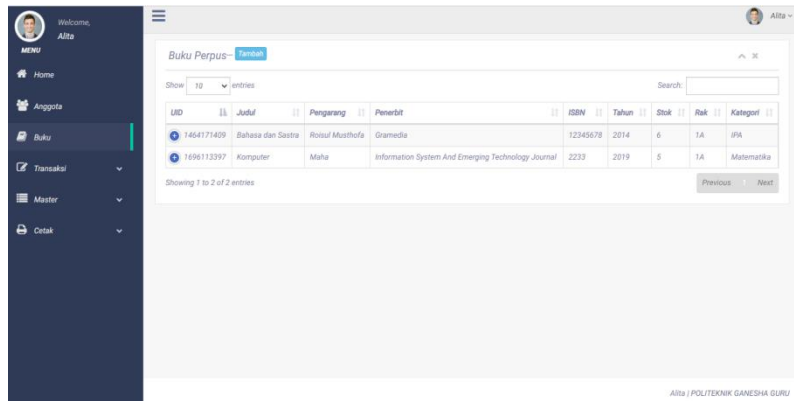 Welcome,
Alita
MENU
Home
Anggota
Buku
Transaksi
Master
Cetak
Alita
Buku Perpus– Tambah
Show 10 entries
Search:
UID Judul Pengarang Penerbit ISBN Tahun Stok Rak Kategori
1464171409 Bahasa dan Sastra Roisul Musthofa Gramedia 12345678 2014 6 1A IPA
1696113397 Komputer Maha Information System And Emerging Technology Journal 2233 2019 5 1A Matematika
Showing 1 to 2 of 2 entries
Previous 1 Next
Alita | POLITEKNIK GANESHA GURU